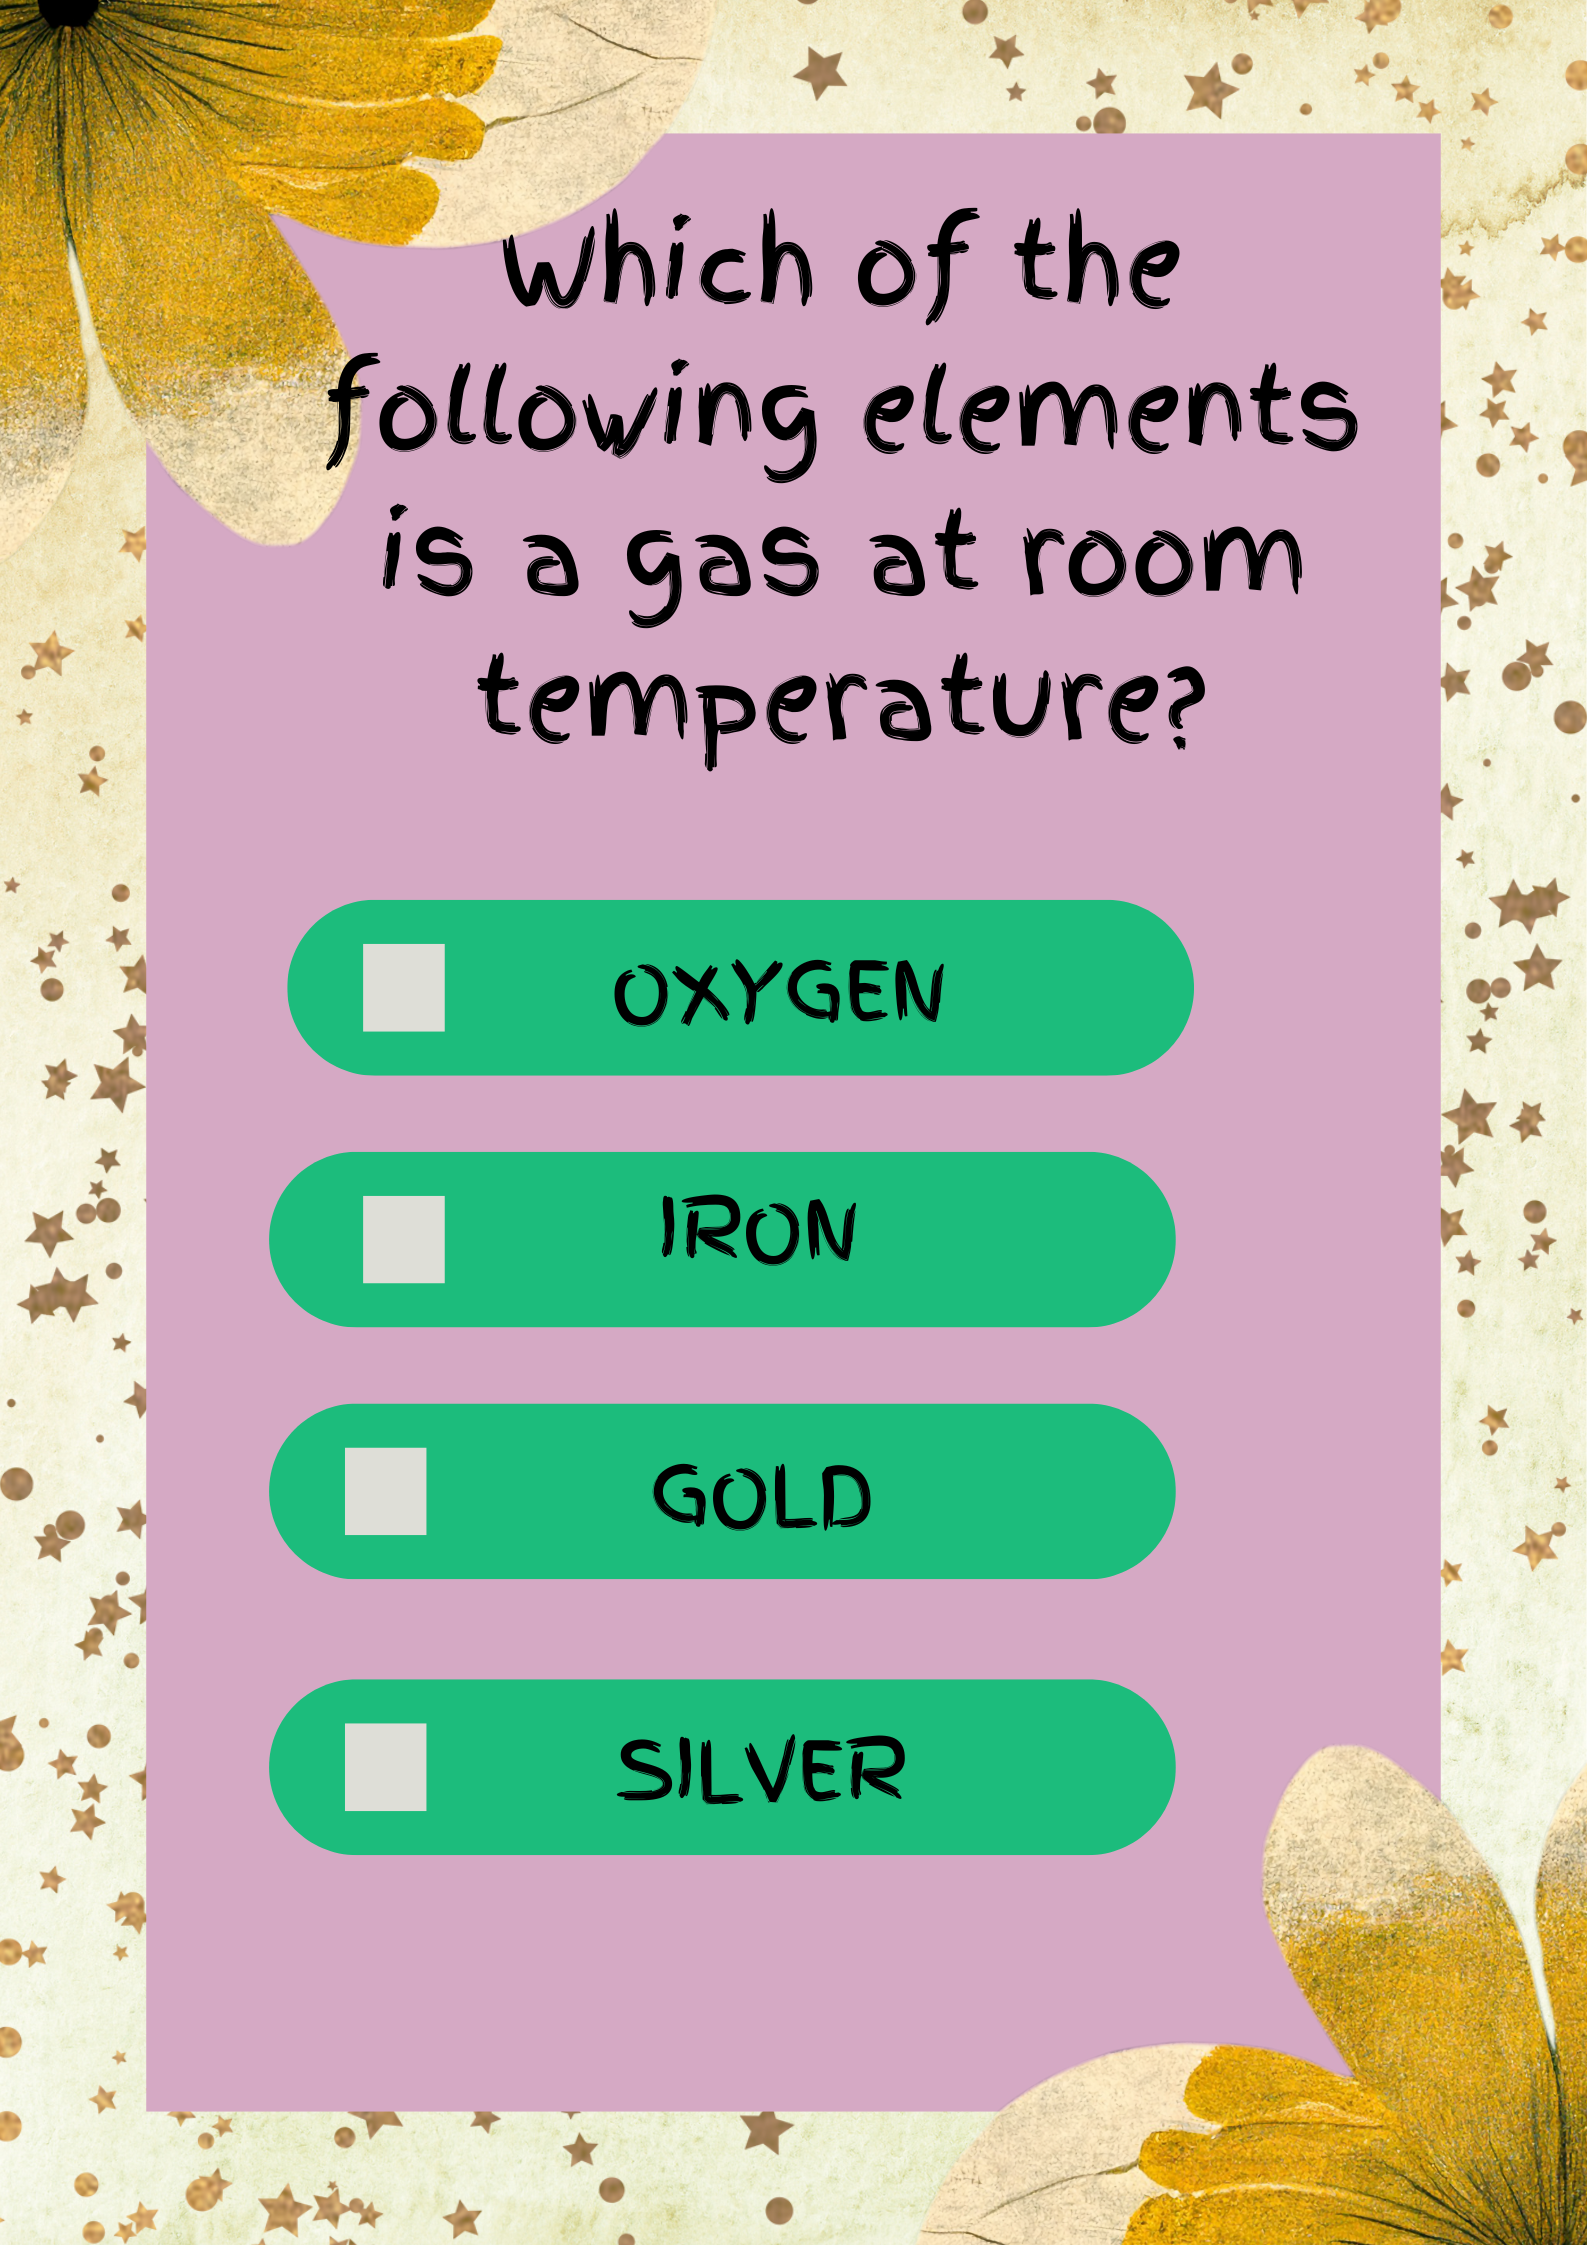 Which of the
following elements
is a gas at room
temperature?
OXYGEN
IRON
GOLD
SILVER